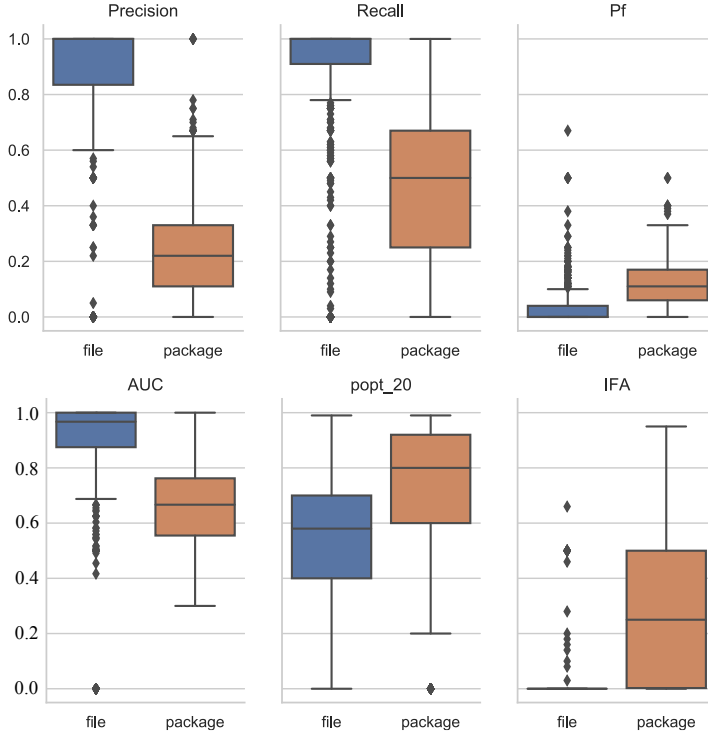 Precision
Recall
Pf
1.0
0.8
0.6
0.4
0.2
0.0
file
package
file
package
file
package
AUC
popt_20
IFA
1.0
0.8
0.6
0.4
0.2
0.0
file
package
file
package
file
package